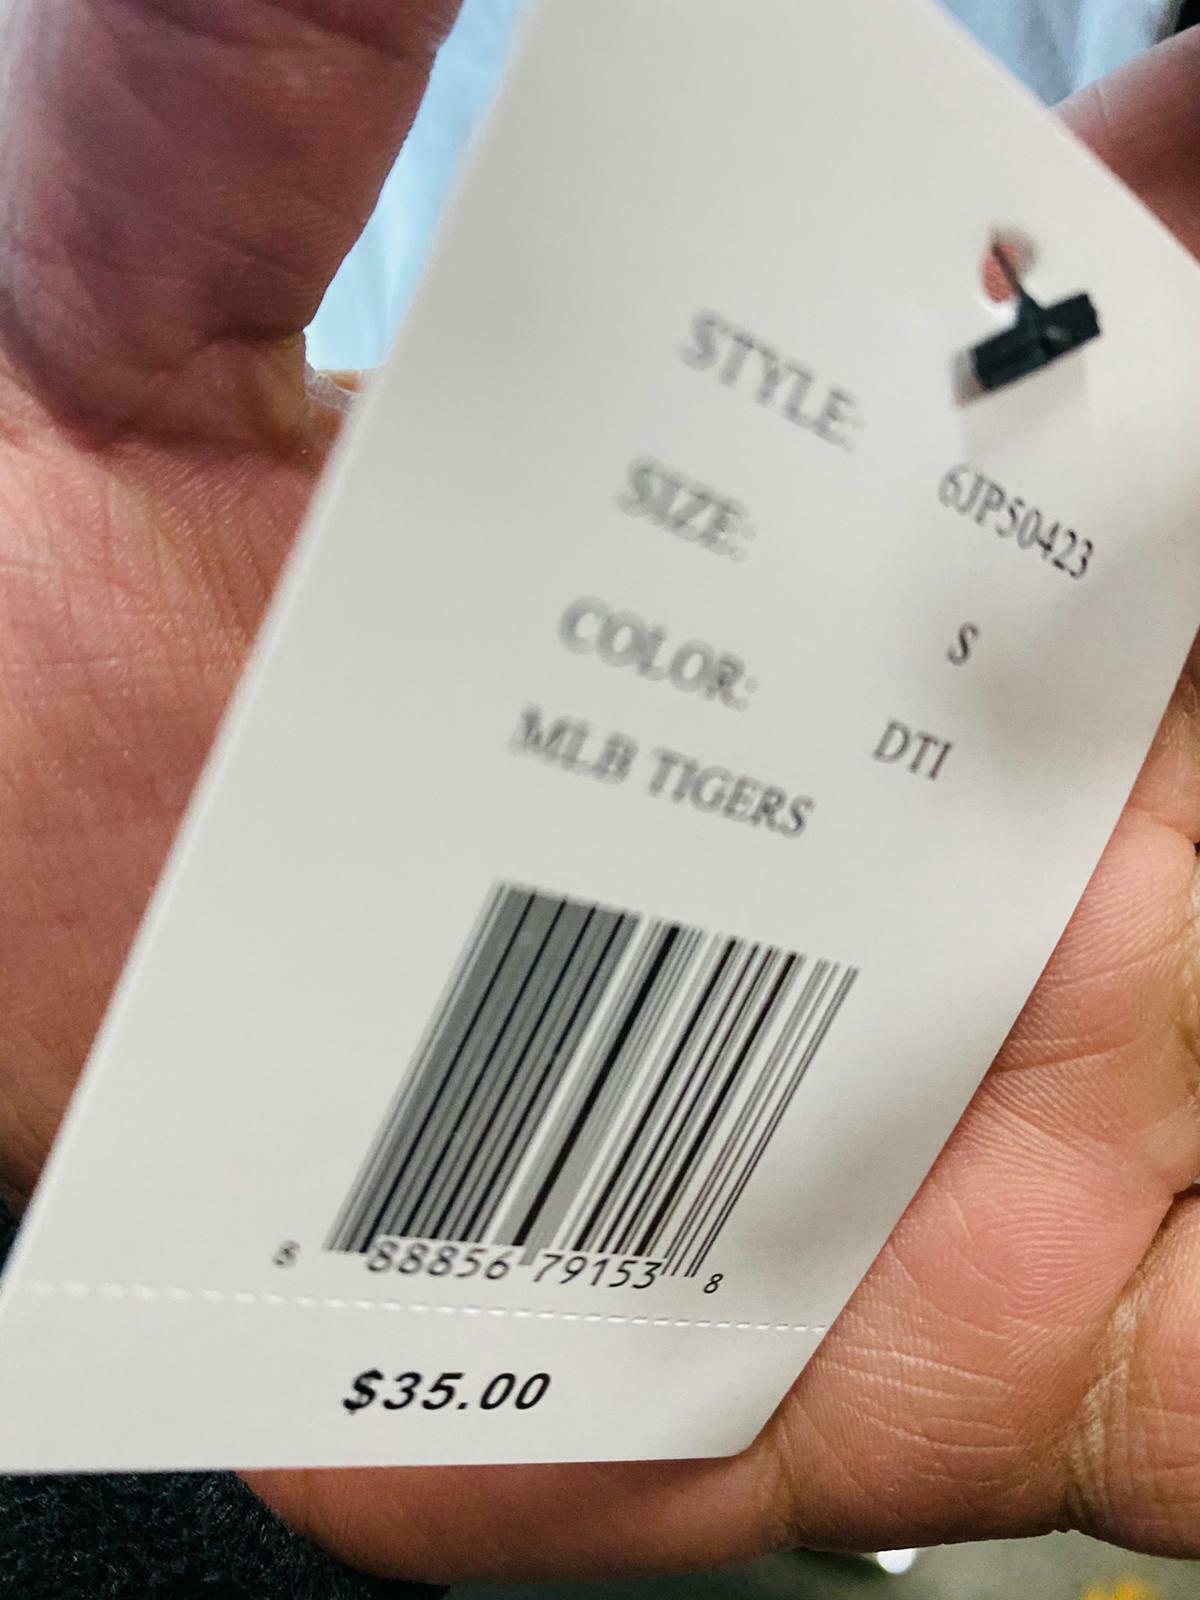 STYLE: 6JP50423
SIZE: S
COLOR: DTI
MLB TIGERS
8 88856 79153 8
$35.00